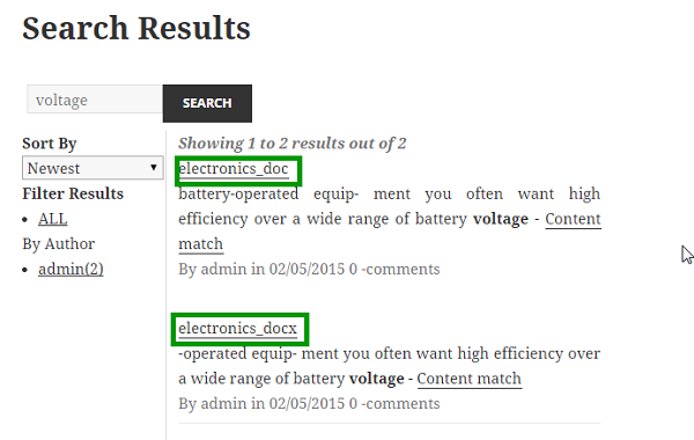 Search Results
voltage
SEARCH
Sort By
Newest
Filter Results
• ALL
By Author
• admin(2)
Showing 1 to 2 results out of 2
electronics_doc
battery-operated equip- ment you often want high
efficiency over a wide range of battery voltage - Content
match
By admin in 02/05/2015 0 -comments
electronics_docx
-operated equip- ment you often want high efficiency over
a wide range of battery voltage - Content match
By admin in 02/05/2015 0 -comments